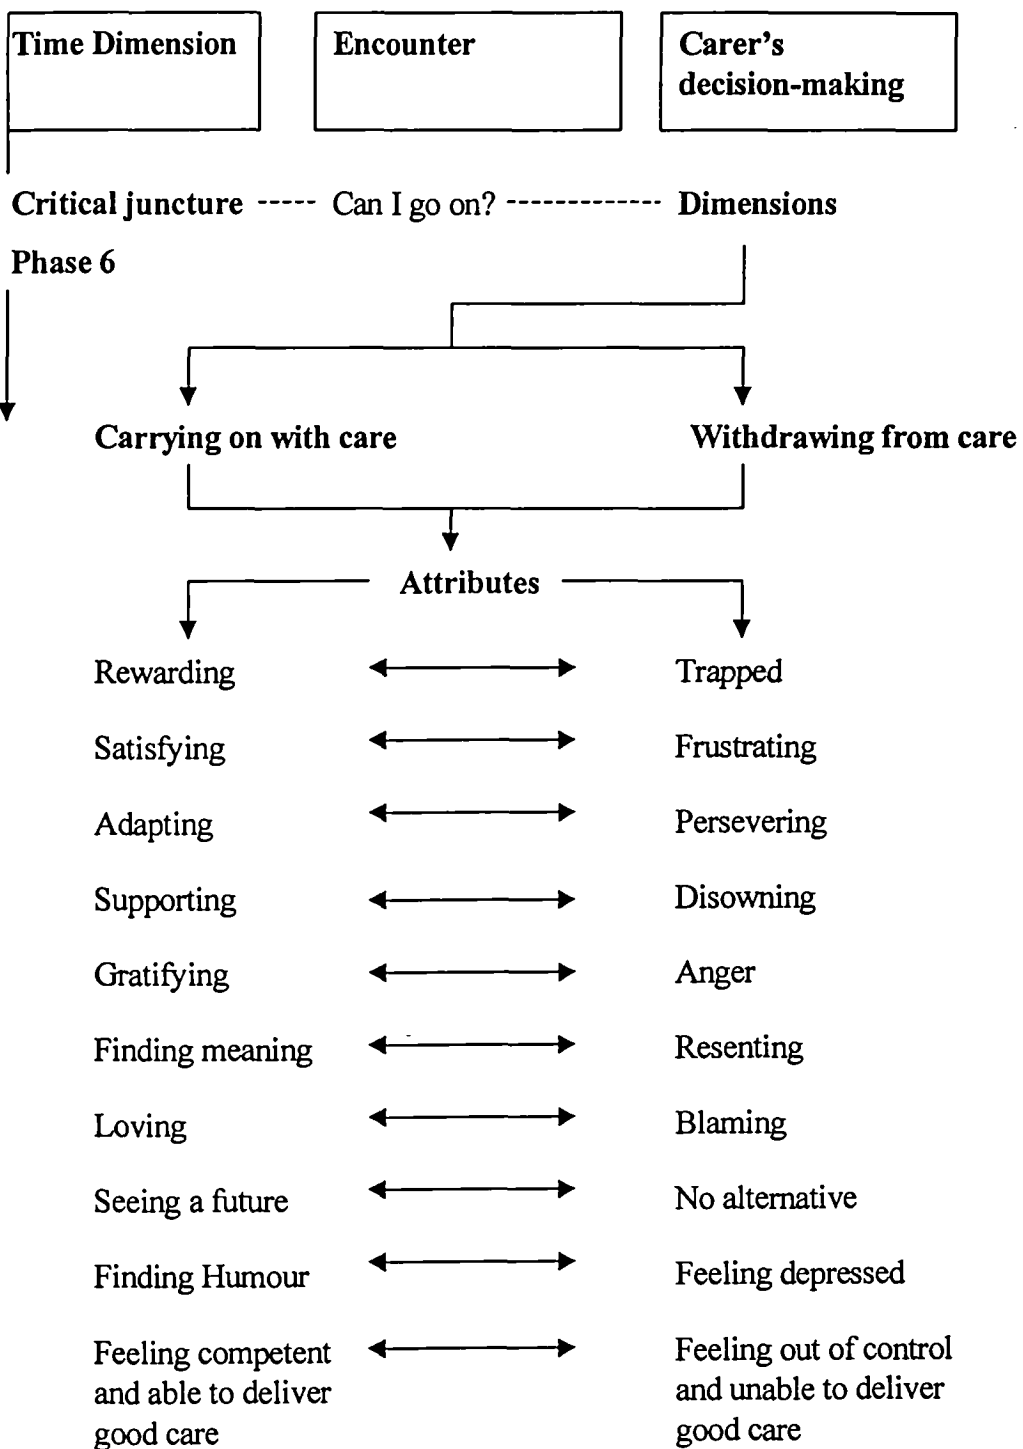 Time Dimension
Encounter
Carer's
decision-making
Critical juncture ----- Can I go on? ------------- Dimensions
Phase 6
Carrying on with care
Withdrawing from care
Attributes
Rewarding
Trapped
Satisfying
Frustrating
Adapting
Persevering
Supporting
Disowning
Gratifying
Anger
Finding meaning
Resenting
Loving
Blaming
Seeing a future
No alternative
Finding Humour
Feeling depressed
Feeling competent
and able to deliver
good care
Feeling out of control
and unable to deliver
good care